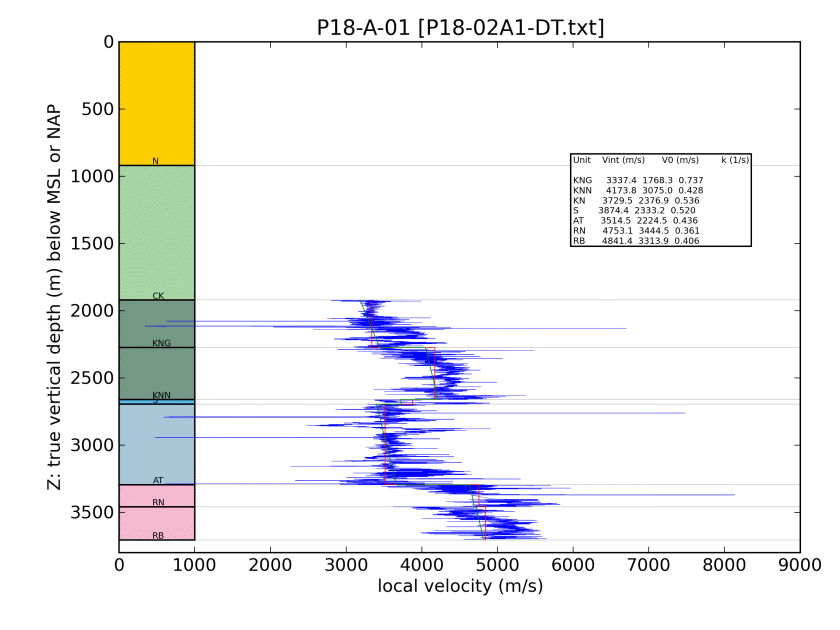 P18-A-01 [P18-02A1-DT.txt]
0
500
1000
1500
2000
2500
3000
3500
Z: true vertical depth (m) below MSL or NAP
N
CK
KNG
KNN
S
AT
RN
RB
Unit Vint (m/s) V0 (m/s) k (1/s)
KNG 3337.4 1768.3 0.737
KNN 4173.8 3075.0 0.428
KN 3729.5 2376.9 0.536
S 3874.4 2333.2 0.520
AT 3514.5 2224.5 0.436
RN 4753.1 3444.5 0.361
RB 4841.4 3313.9 0.406
0 1000 2000 3000 4000 5000 6000 7000 8000 9000
local velocity (m/s)